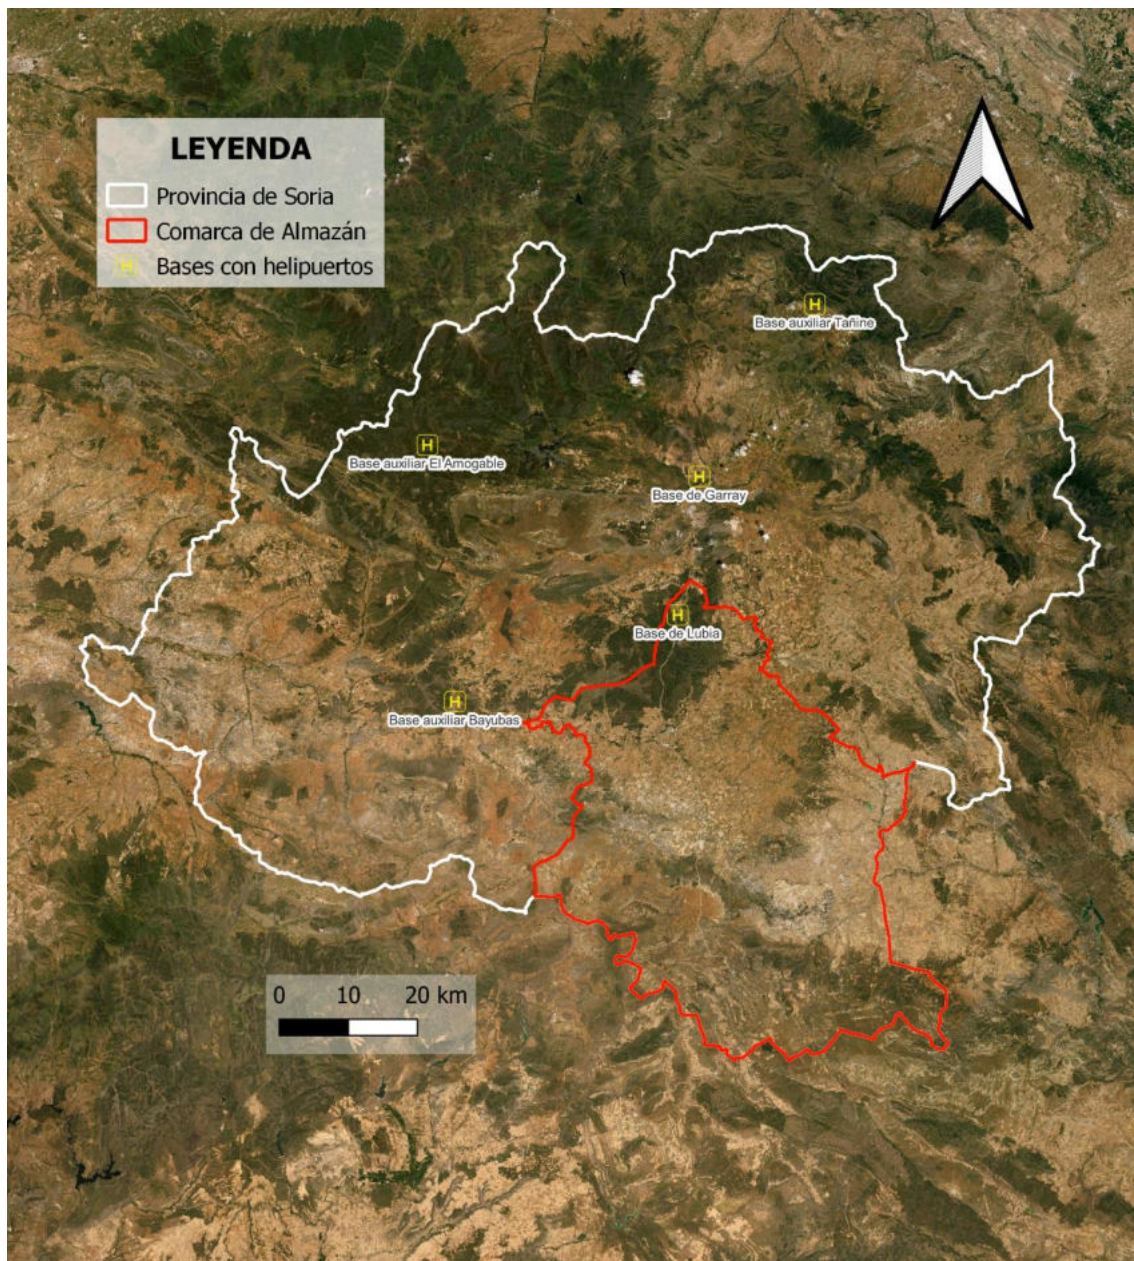 LEYENDA
Provincia de Soria
Comarca de Almazán
H Bases con helipuertos
H
Base auxiliar Tañine
H
Base auxiliar El Amogable
H
Base de Garray
H
Base de Lubia
H
Base auxiliar Bayubas
0 10 20 km